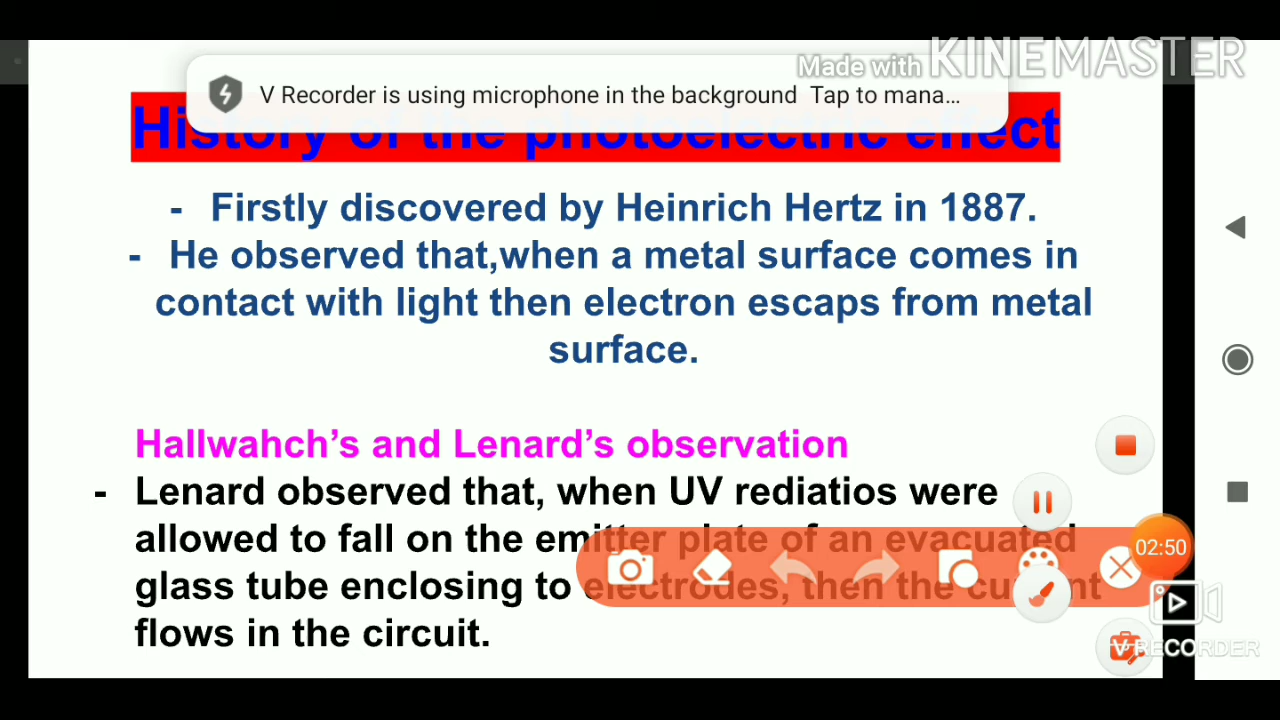 Made with KINEMASTER
V Recorder is using microphone in the background Tap to mana...
History of the photoelectric effect
- Firstly discovered by Heinrich Hertz in 1887.
- He observed that,when a metal surface comes in
contact with light then electron escaps from metal
surface.
Hallwahch's and Lenard's observation
- Lenard observed that, when UV rediatios were
allowed to fall on the emitter plate of an evacuated
glass tube enclosing to electrodes, then the current
flows in the circuit.
02:50
V RECORDER